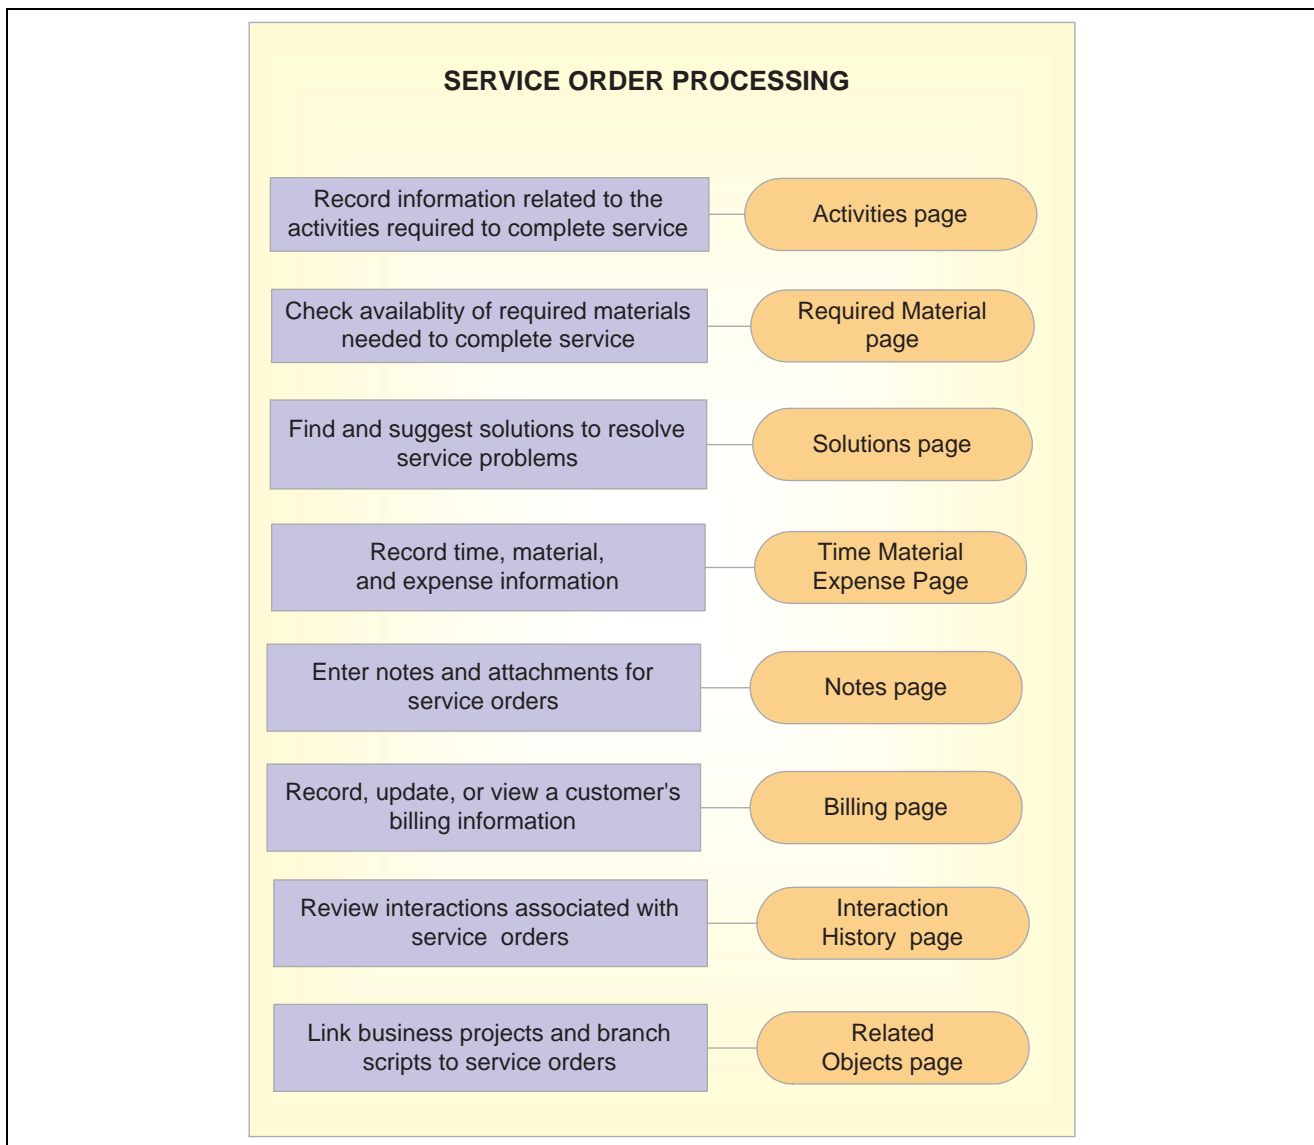 SERVICE ORDER PROCESSING
Record information related to the
activities required to complete service
Activities page
Check availablity of required materials
needed to complete service
Required Material
page
Find and suggest solutions to resolve
service problems
Solutions page
Record time, material,
and expense information
Time Material
Expense Page
Enter notes and attachments for
service orders
Notes page
Record, update, or view a customer's
billing information
Billing page
Review interactions associated with
service orders
Interaction
History page
Link business projects and branch
scripts to service orders
Related
Objects page